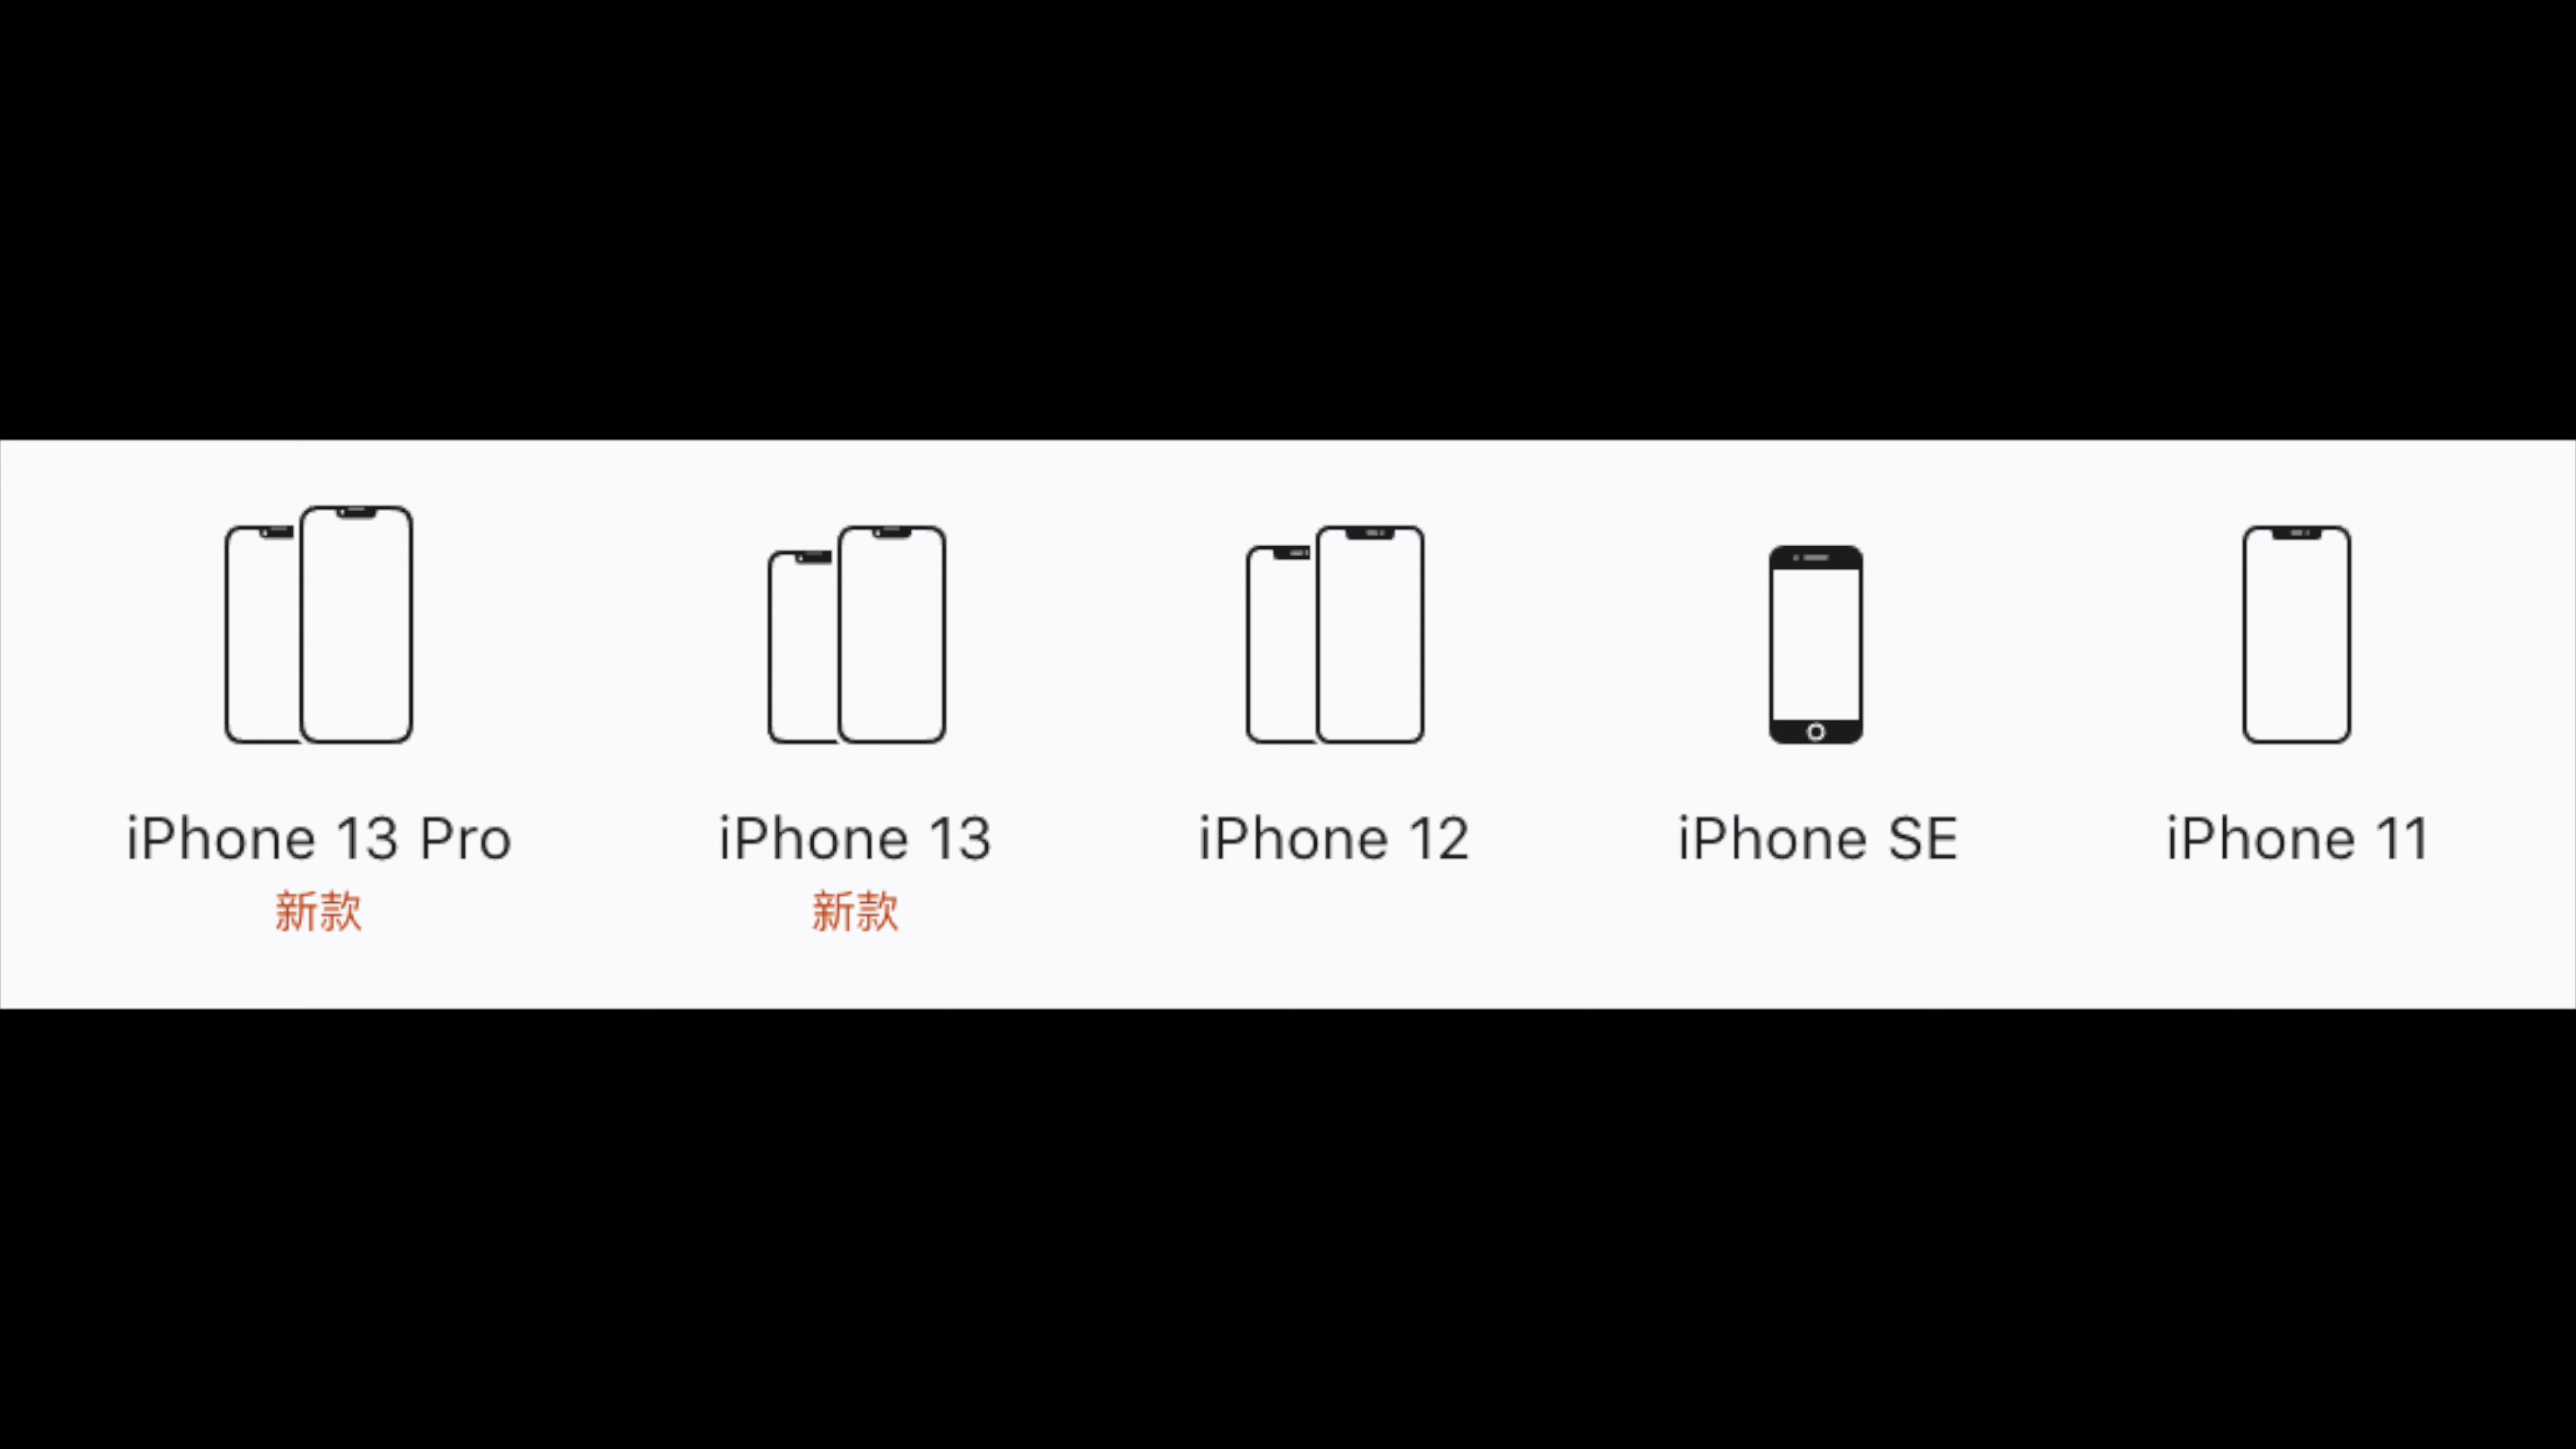 iPhone 13 Pro
新款
iPhone 13
新款
iPhone 12
iPhone SE
iPhone 11